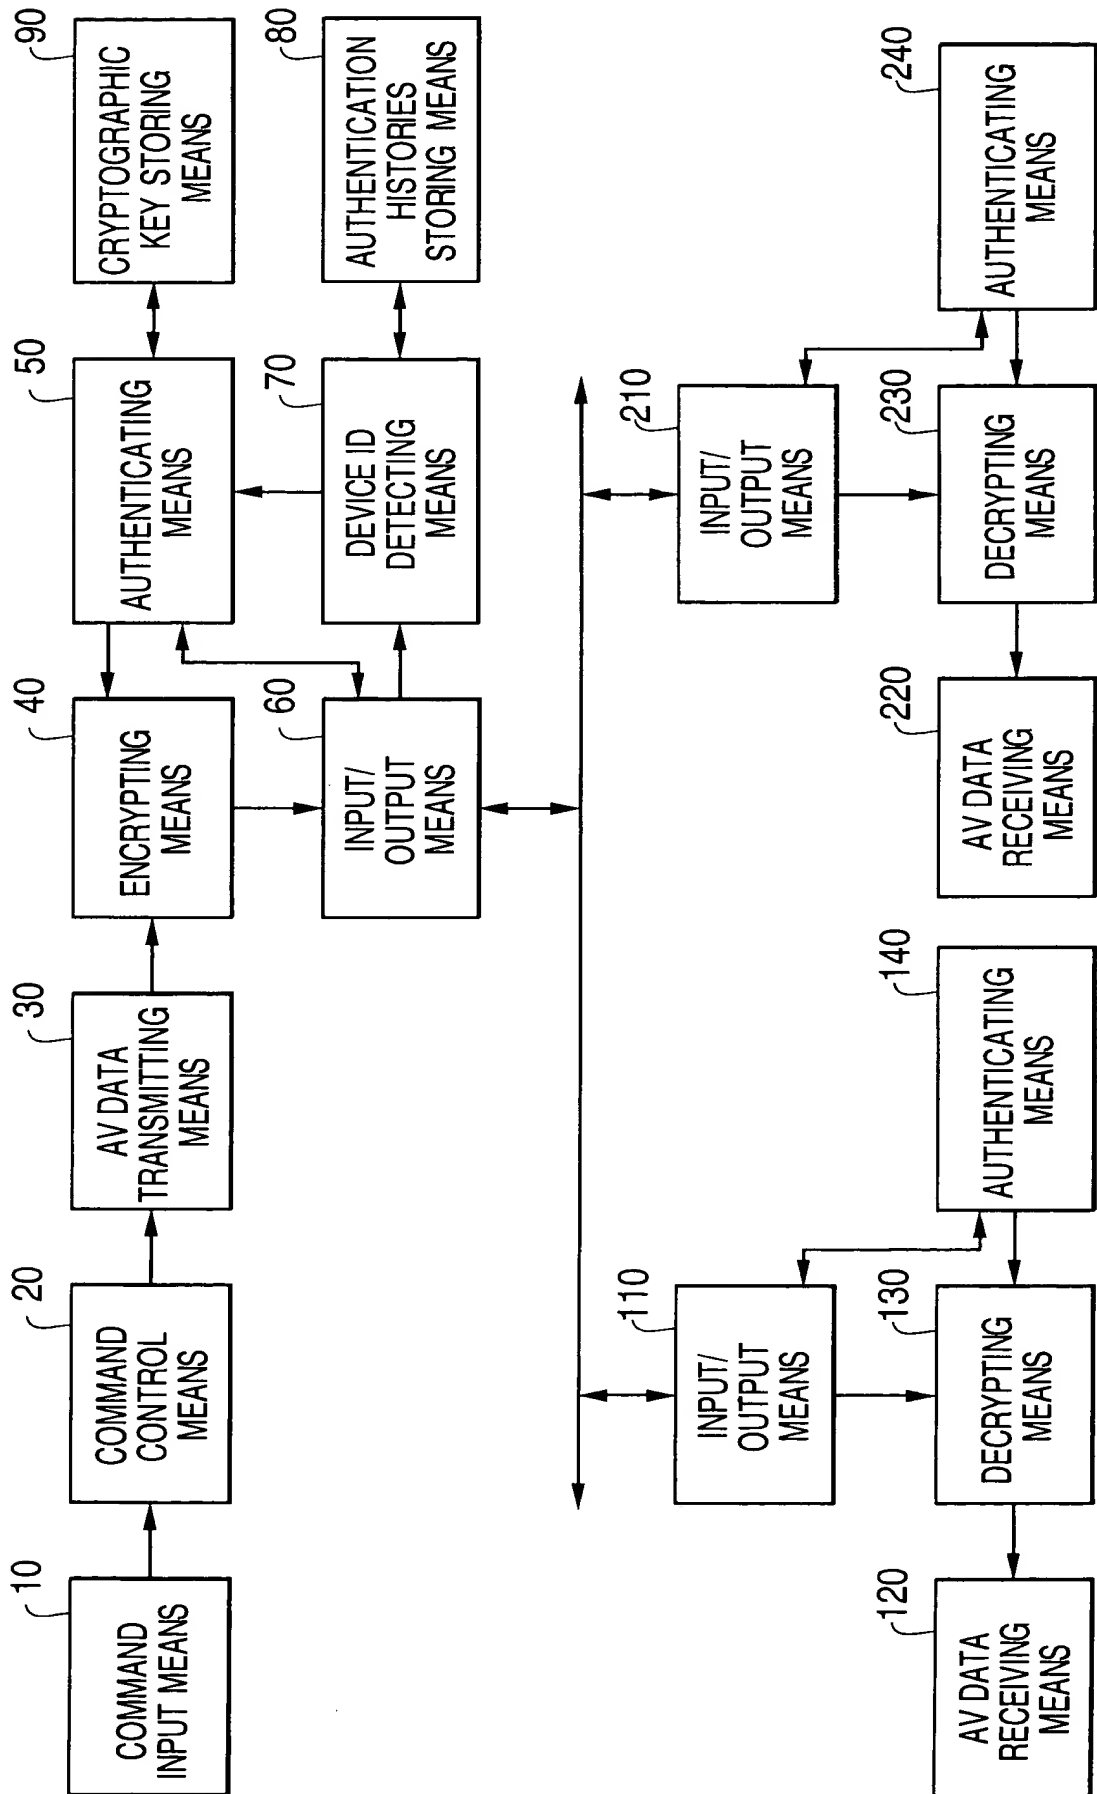 10
COMMAND
INPUT MEANS
20
COMMAND
CONTROL
MEANS
30
AV DATA
TRANSMITTING
MEANS
40
ENCRYPTING
MEANS
50
AUTHENTICATING
MEANS
90
CRYPTOGRAPHIC
KEY STORING
MEANS
60
INPUT/
OUTPUT
MEANS
70
DEVICE ID
DETECTING
MEANS
80
AUTHENTICATION
HISTORIES
STORING MEANS
110
INPUT/
OUTPUT
MEANS
210
INPUT/
OUTPUT
MEANS
120
AV DATA
RECEIVING
MEANS
130
DECRYPTING
MEANS
140
AUTHENTICATING
MEANS
220
AV DATA
RECEIVING
MEANS
230
DECRYPTING
MEANS
240
AUTHENTICATING
MEANS